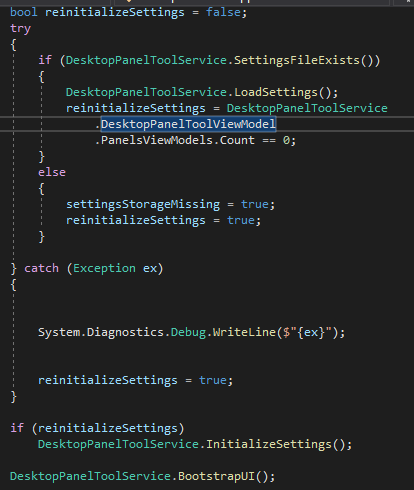 bool reinitializeSettings = false;
try
{
    if (DesktopPanelToolService.SettingsFileExists())
    {
        DesktopPanelToolService.LoadSettings();
        reinitializeSettings = DesktopPanelToolService
            .DesktopPanelToolViewModel
            .PanelsViewModels.Count == 0;
    }
    else
    {
        settingsStorageMissing = true;
        reinitializeSettings = true;
    }
} catch (Exception ex)
{
    System.Diagnostics.Debug.WriteLine($"{ex}");
    reinitializeSettings = true;
}
if (reinitializeSettings)
    DesktopPanelToolService.InitializeSettings();
DesktopPanelToolService.BootstrapUI();